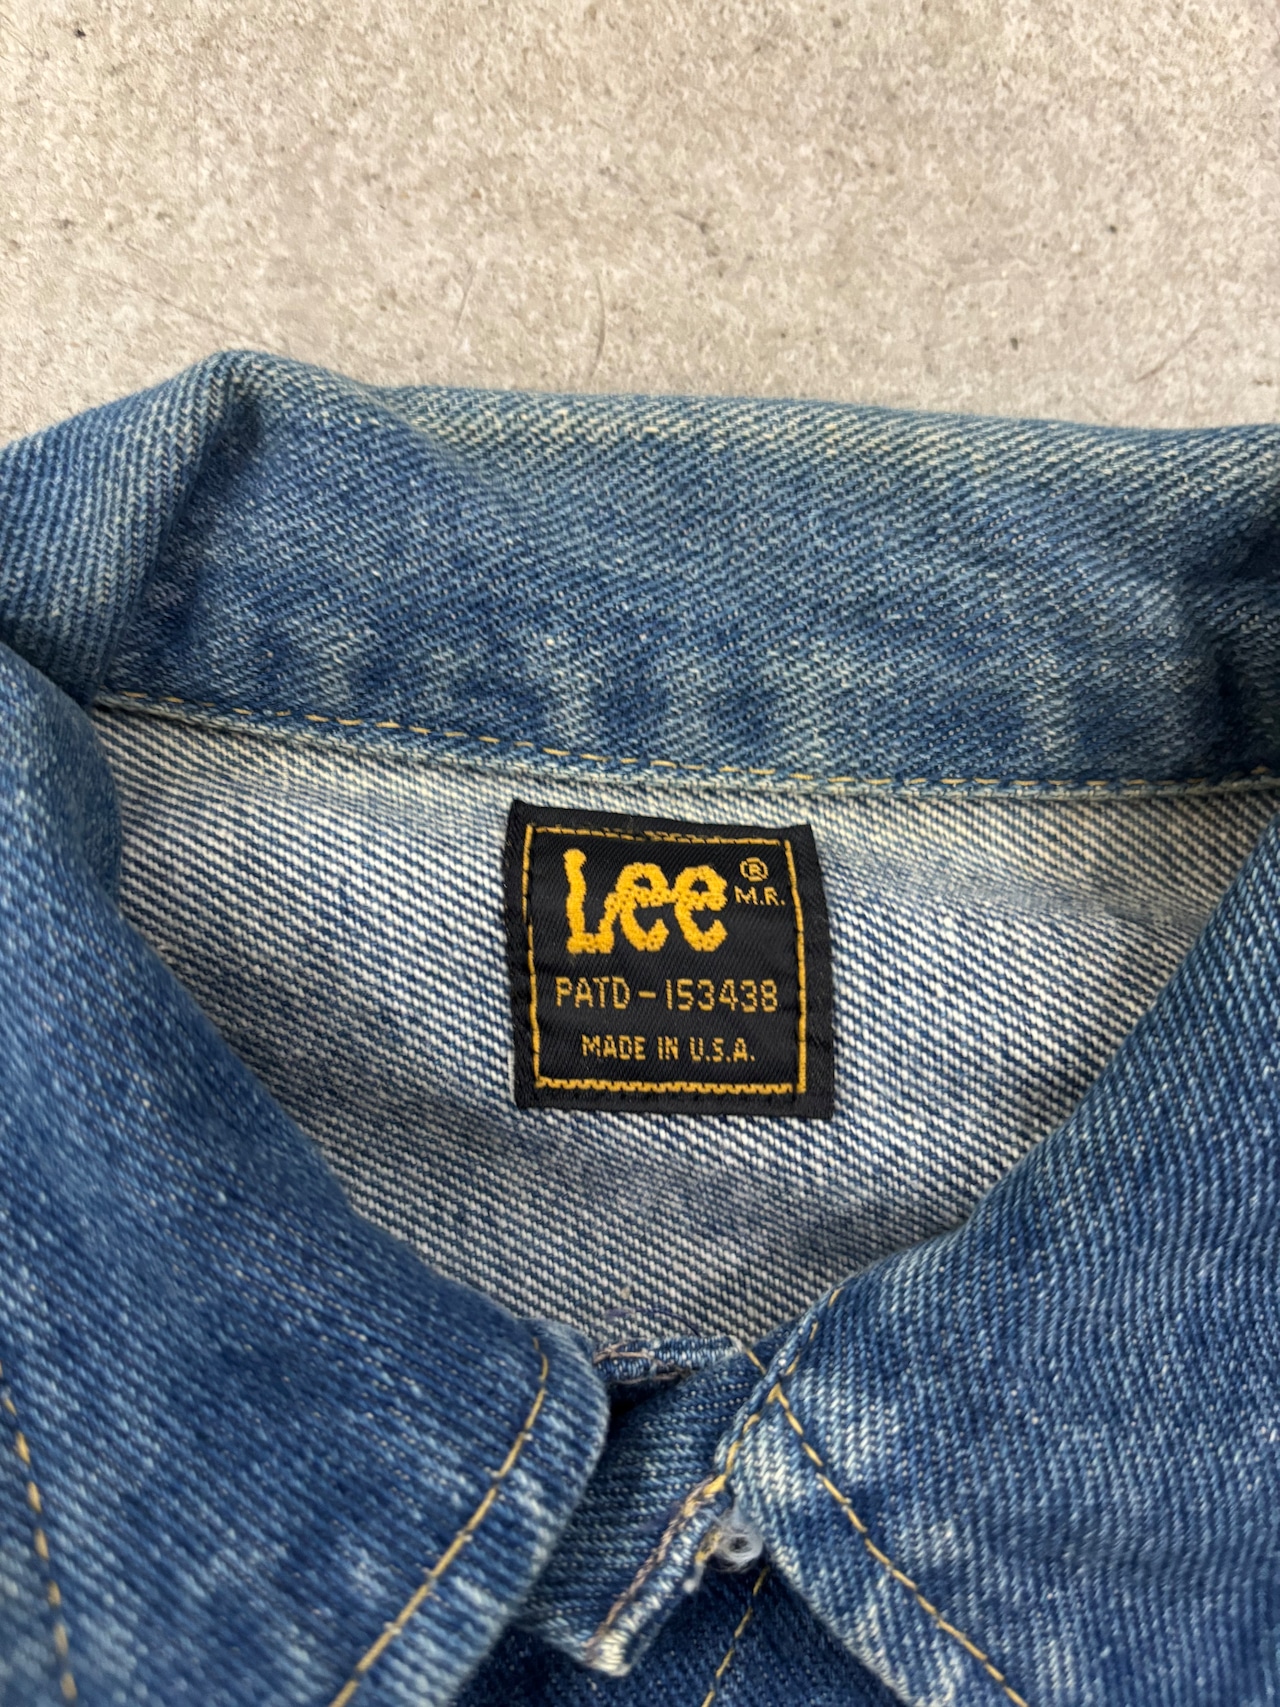 Lee ®
M.R.
PATD-153438
MADE IN U.S.A.